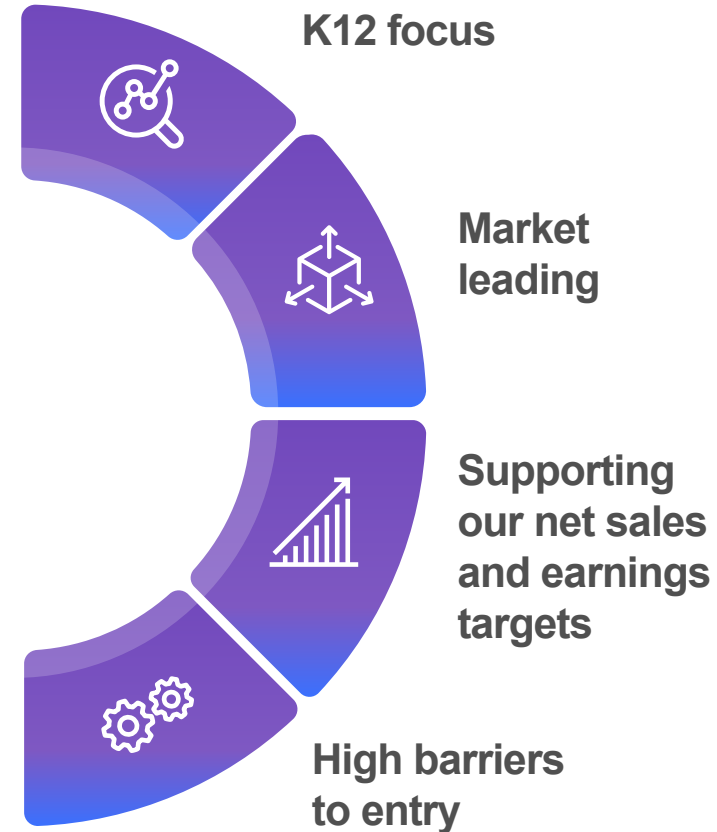 K12 focus
Market
leading
Supporting
our net sales
and earnings
targets
High barriers
to entry